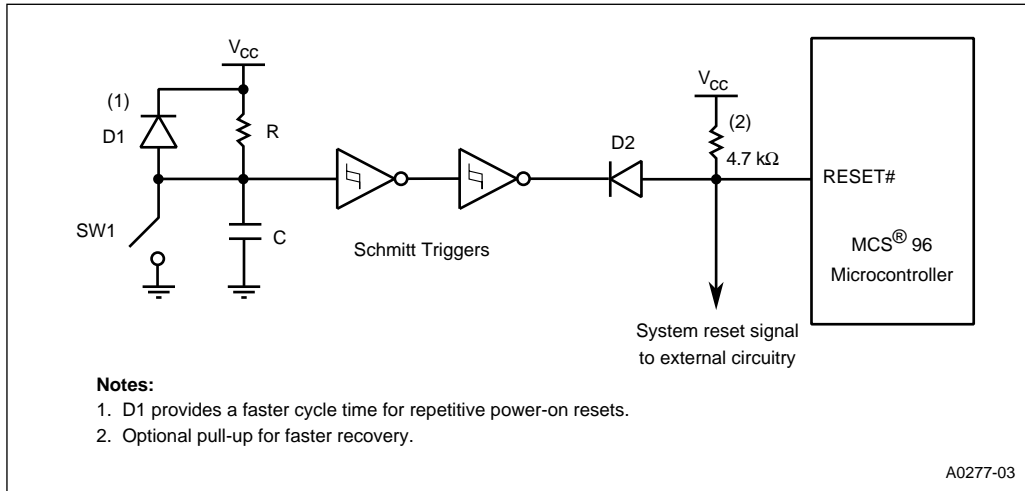 VCC
(1)
D1
R
SW1
C
Schmitt Triggers
D2
VCC
(2)
4.7 kΩ
RESET#
MCS® 96
Microcontroller
System reset signal
to external circuitry
Notes:
1. D1 provides a faster cycle time for repetitive power-on resets.
2. Optional pull-up for faster recovery.
A0277-03